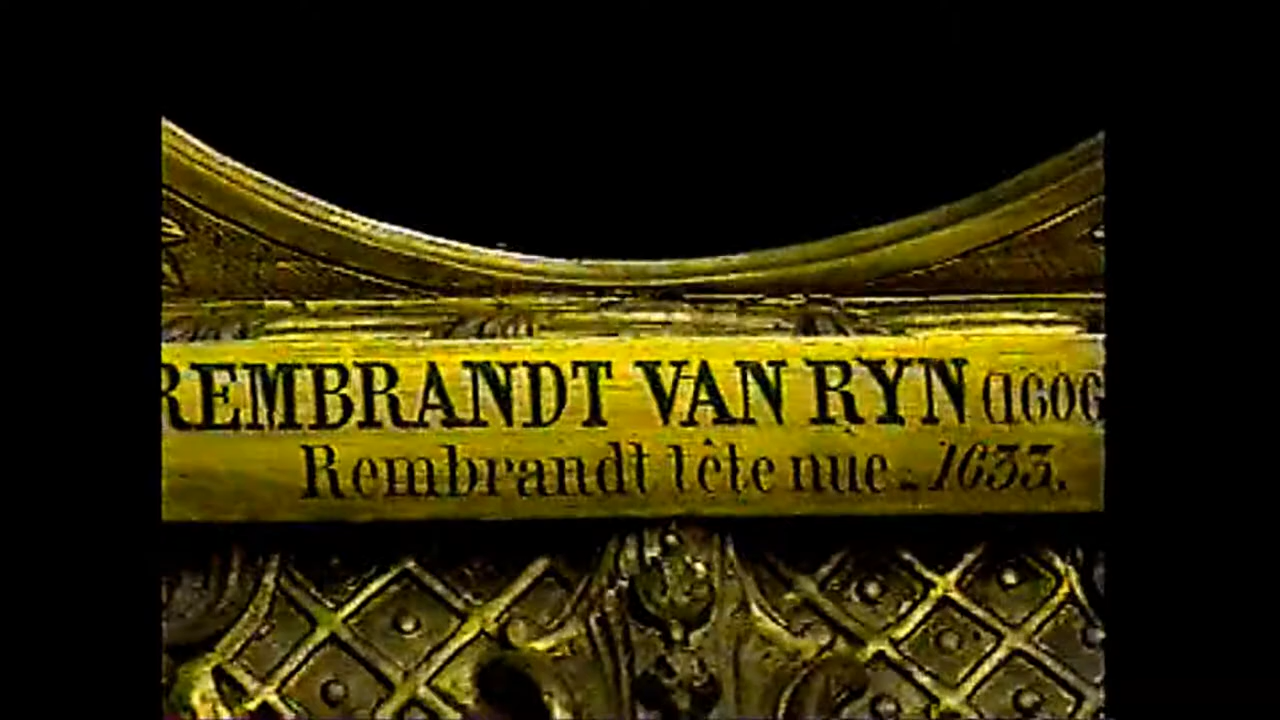 REMBRANDT VAN RYN (1606
Rembrandt tête nue _ 1633.